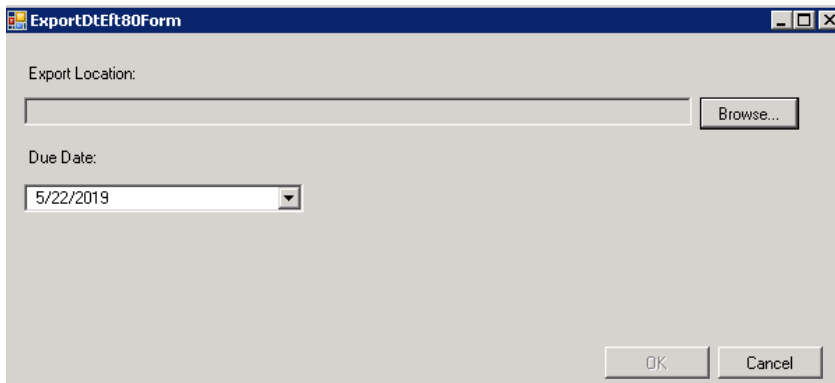 ExportDtEft80Form
Export Location:
Browse...
Due Date:
5/22/2019
OK
Cancel